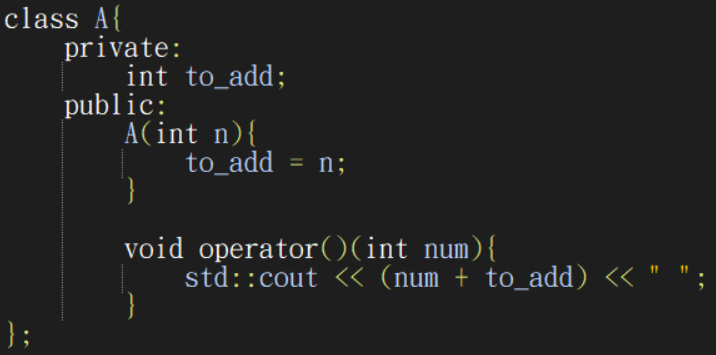 class A{
    private:
        int to_add;
    public:
        A(int n){
            to_add = n;
        }

        void operator()(int num){
            std::cout << (num + to_add) << " ";
        }
};